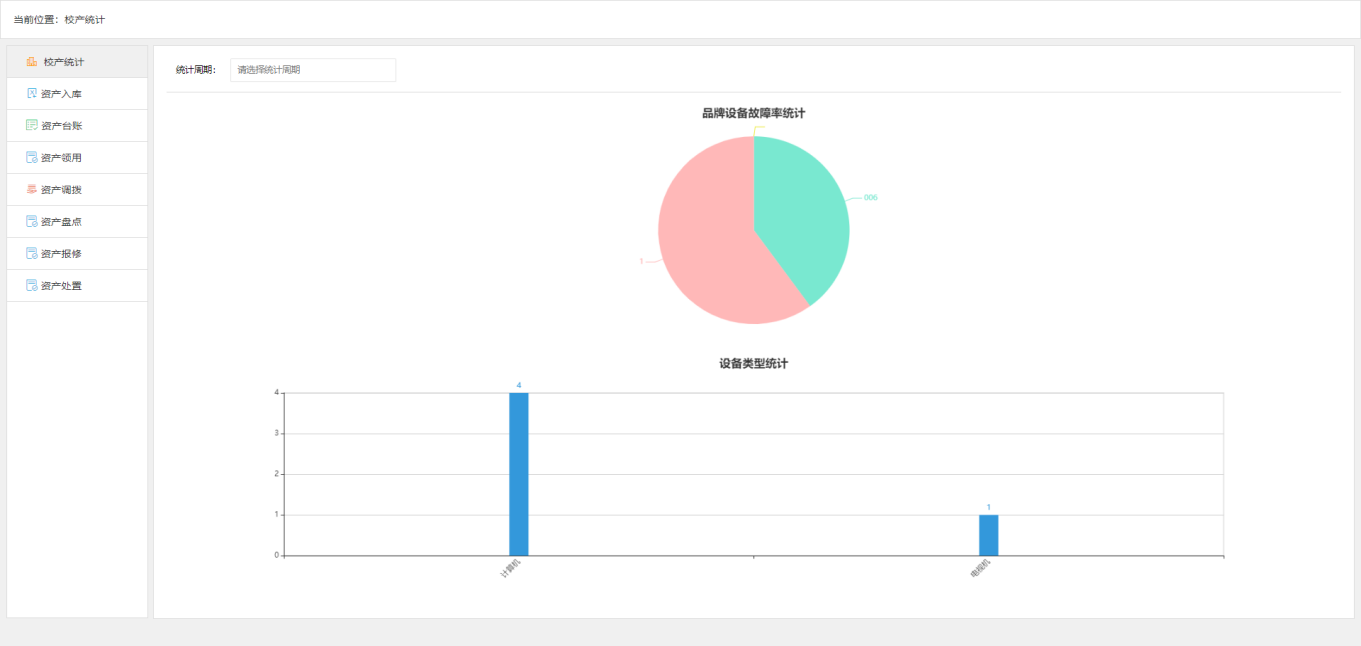 当前位置：校产统计
校产统计
资产入库
资产台账
资产领用
资产调拨
资产盘点
资产报修
资产处置
统计周期：
请选择统计周期
品牌设备故障率统计
006
1
设备类型统计
4
4
3
2
1
1
0
计算机
电视机